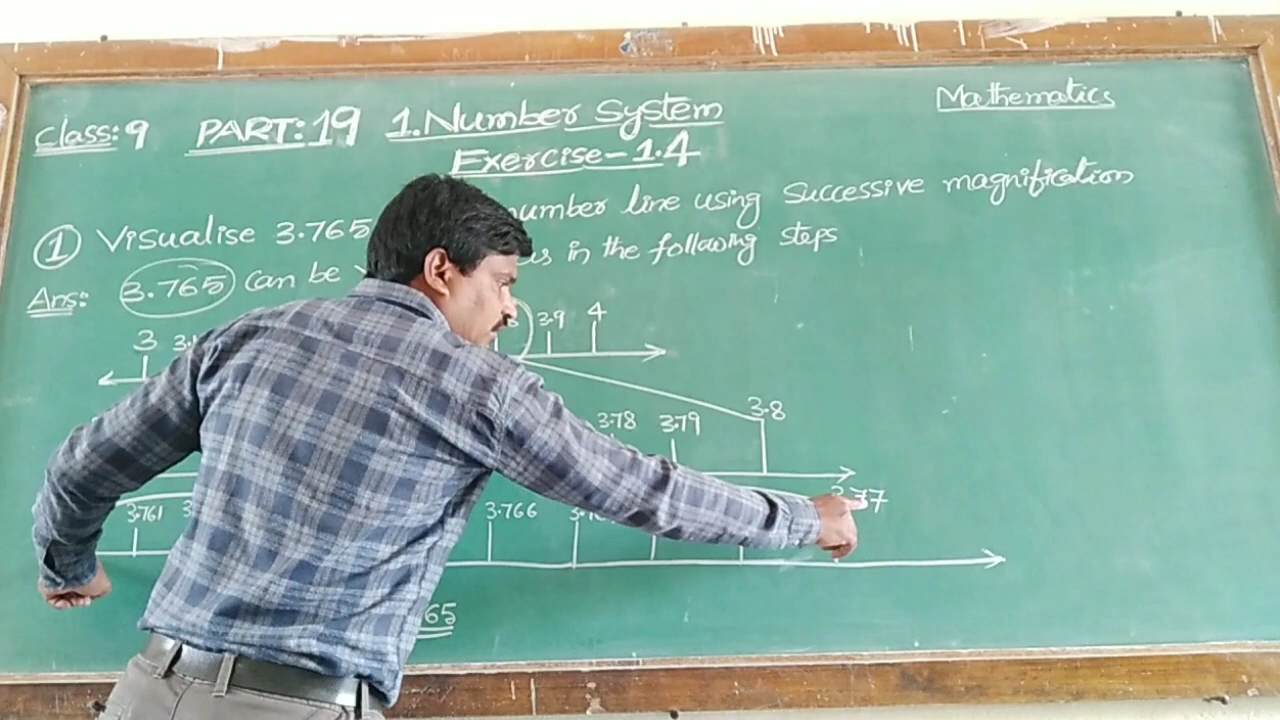 Mathematics
Class: 9 PART: 19 1. Number System
Exercise - 1.4
1 Visualise 3.765 number line using successive magnification
Ans: 3.765 can be in the following steps
3 3.9 4
3.78 3.79 3.8
3.761 3.766
65